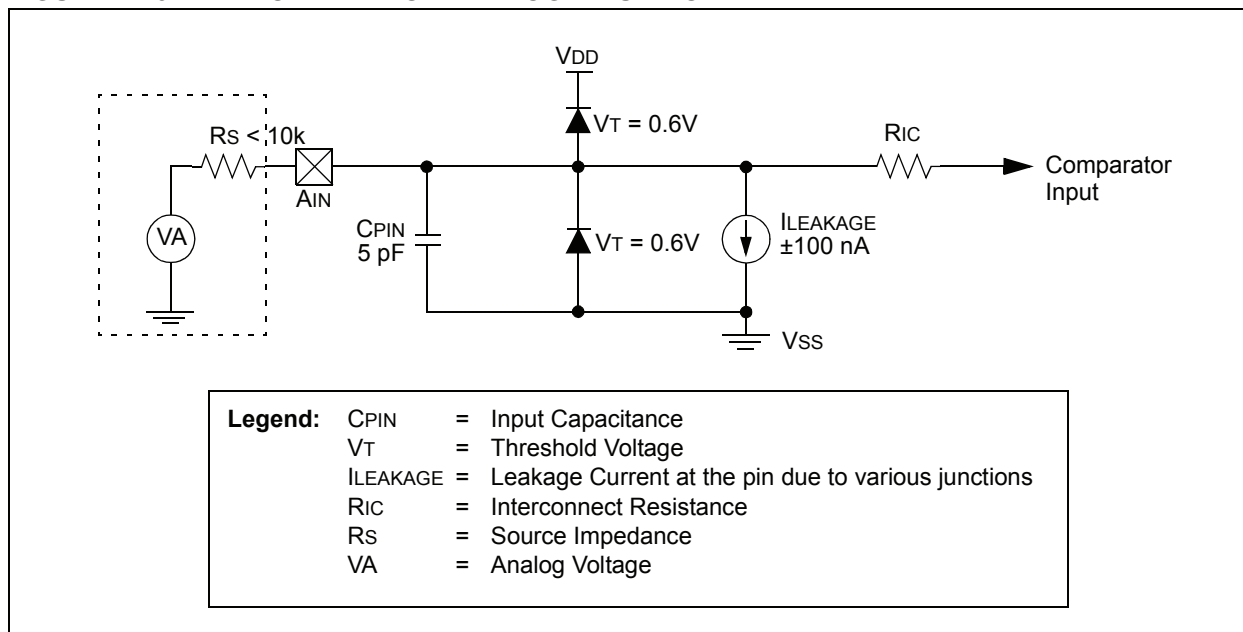 VDD
VT = 0.6V
RS < 10k
RIC
AIN
Comparator
Input
VA
CPIN
5 pF
VT = 0.6V
ILEAKAGE
±100 nA
VSS
Legend: CPIN = Input Capacitance
VT = Threshold Voltage
ILEAKAGE = Leakage Current at the pin due to various junctions
RIC = Interconnect Resistance
RS = Source Impedance
VA = Analog Voltage